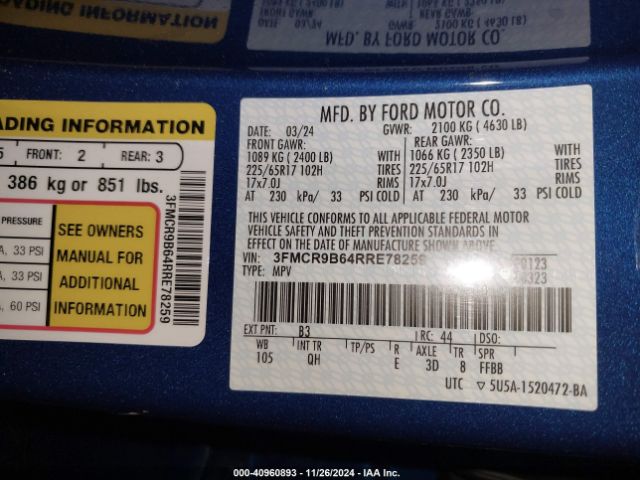 MFD. BY FORD MOTOR CO.
ADING INFORMATION
FRONT: 2 REAR: 3
386 kg or 851 lbs.
PRESSURE
33 PSI
33 PSI
60 PSI
SEE OWNERS
MANUAL FOR
ADDITIONAL
INFORMATION
3FMCR9B64RRE78259
MFD. BY FORD MOTOR CO.
DATE: 03/24 GVWR: 2100 KG ( 4630 LB)
FRONT GAWR: REAR GAWR:
1089 KG ( 2400 LB) WITH 1066 KG ( 2350 LB) WITH
225/65R17 102H TIRES 225/65R17 102H TIRES
17x7.0J RIMS 17x7.0J RIMS
AT 230 kPa/ 33 PSI COLD AT 230 kPa/ 33 PSI COLD
THIS VEHICLE CONFORMS TO ALL APPLICABLE FEDERAL MOTOR
VEHICLE SAFETY AND THEFT PREVENTION STANDARDS IN
EFFECT ON THE DATE OF MANUFACTURE SHOWN ABOVE.
VIN: 3FMCR9B64RRE78259
TYPE: MPV
EXT PNT: B3 RC: 44 DSO:
WB INT TR TP/PS R AXLE TR SPR
105 QH E 3D 8 FFBB
UTC ▽ 5U5A-1520472-BA
000-40960893 - 11/26/2024 - IAA Inc.